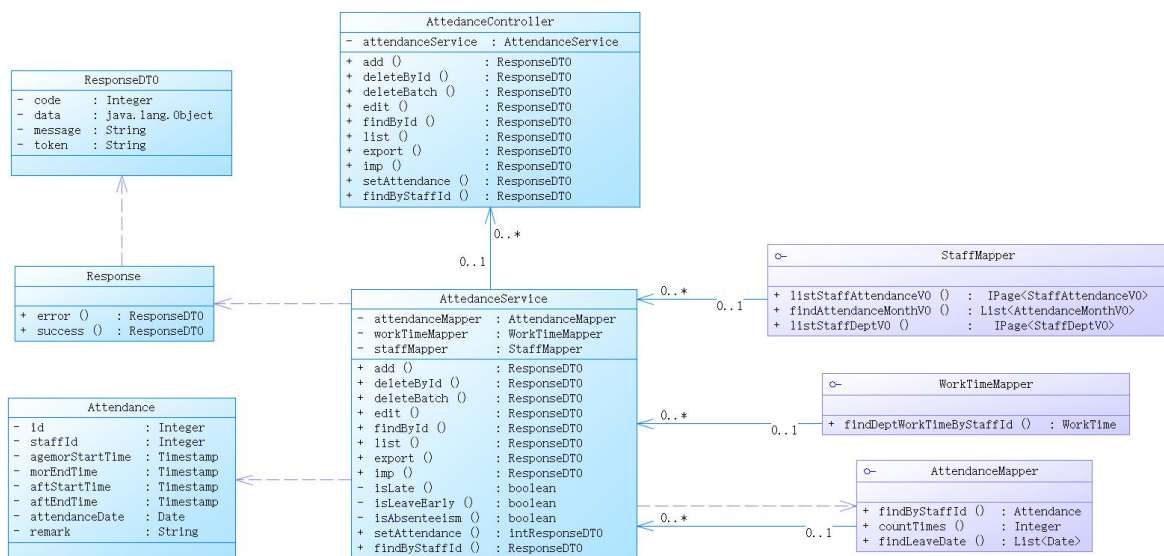 AttedanceController
- attendanceService : AttendanceService
+ add () : ResponseDTO
+ deleteById () : ResponseDTO
+ deleteBatch () : ResponseDTO
+ edit () : ResponseDTO
+ findById () : ResponseDTO
+ list () : ResponseDTO
+ export () : ResponseDTO
+ imp () : ResponseDTO
+ setAttendance () : ResponseDTO
+ findByStaffId () : ResponseDTO
ResponseDTO
- code : Integer
- data : java.lang.Object
- message : String
- token : String
0..*
0..1
Response
+ error () : ResponseDTO
+ success () : ResponseDTO
AttedanceService
- attendanceMapper : AttendanceMapper
- workTimeMapper : WorkTimeMapper
- staffMapper : StaffMapper
+ add () : ResponseDTO
+ deleteById () : ResponseDTO
+ deleteBatch () : ResponseDTO
+ edit () : ResponseDTO
+ findById () : ResponseDTO
+ list () : ResponseDTO
+ export () : ResponseDTO
+ imp () : ResponseDTO
- isLate () : boolean
- isLeaveEarly () : boolean
- isAbsenteeism () : boolean
+ setAttendance () : intResponseDTO
+ findByStaffId () : ResponseDTO
Attendance
- id : Integer
- staffId : Integer
- agemorStartTime : Timestamp
- morEndTime : Timestamp
- aftStartTime : Timestamp
- aftEndTime : Timestamp
- attendanceDate : Date
- remark : String
0..*
0..1
StaffMapper
+ listStaffAttendanceVO () : IPage<StaffAttendanceVO>
+ findAttendanceMonthVO () : List<AttendanceMonthVO>
+ listStaffDeptVO () : IPage<StaffDeptVO>
0..*
0..1
WorkTimeMapper
+ findDeptWorkTimeByStaffId () : WorkTime
0..*
0..1
AttendanceMapper
+ findByStaffId () : Attendance
+ countTimes () : Integer
+ findLeaveDate () : List<Date>